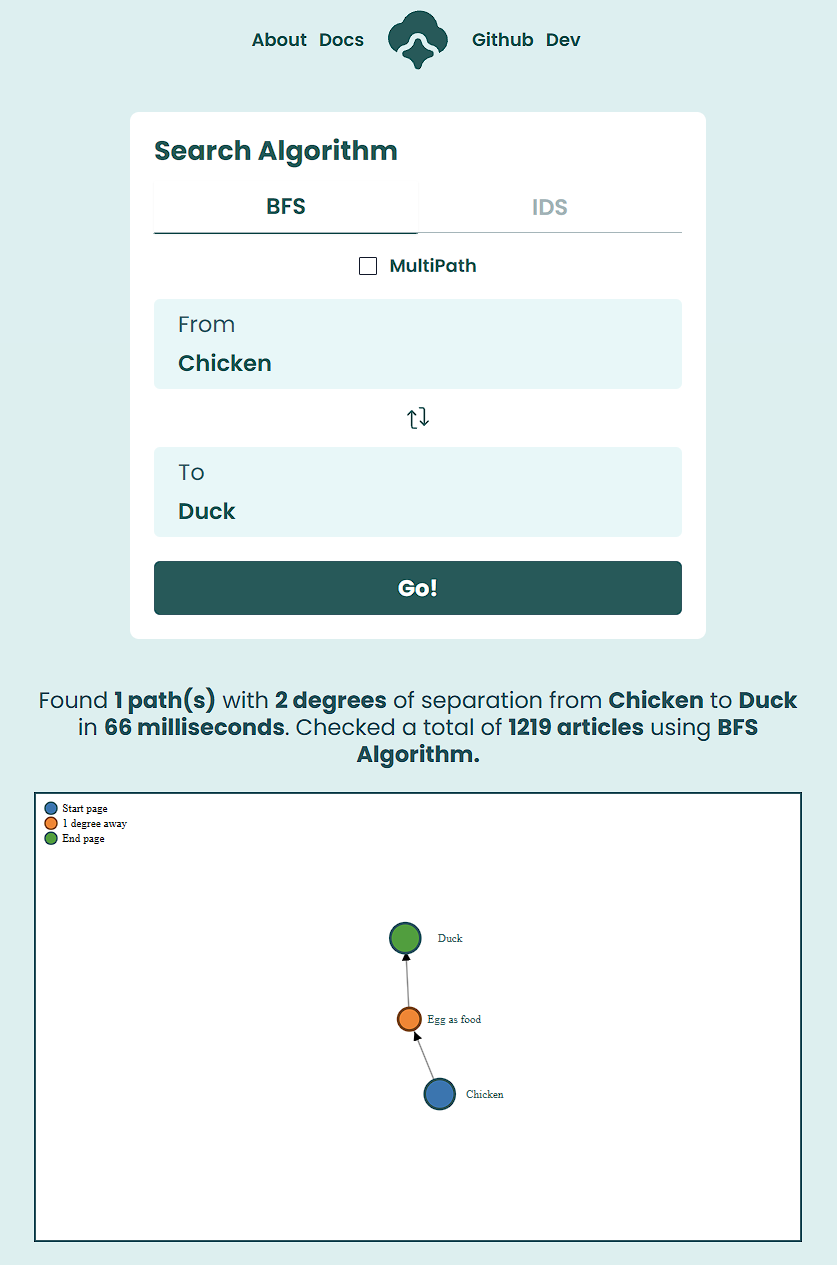 About Docs Github Dev
Search Algorithm
BFS IDS
MultiPath
From
Chicken
To
Duck
Go!
Found 1 path(s) with 2 degrees of separation from Chicken to Duck
in 66 milliseconds. Checked a total of 1219 articles using BFS
Algorithm.
Start page
1 degree away
End page
Duck
Egg as food
Chicken